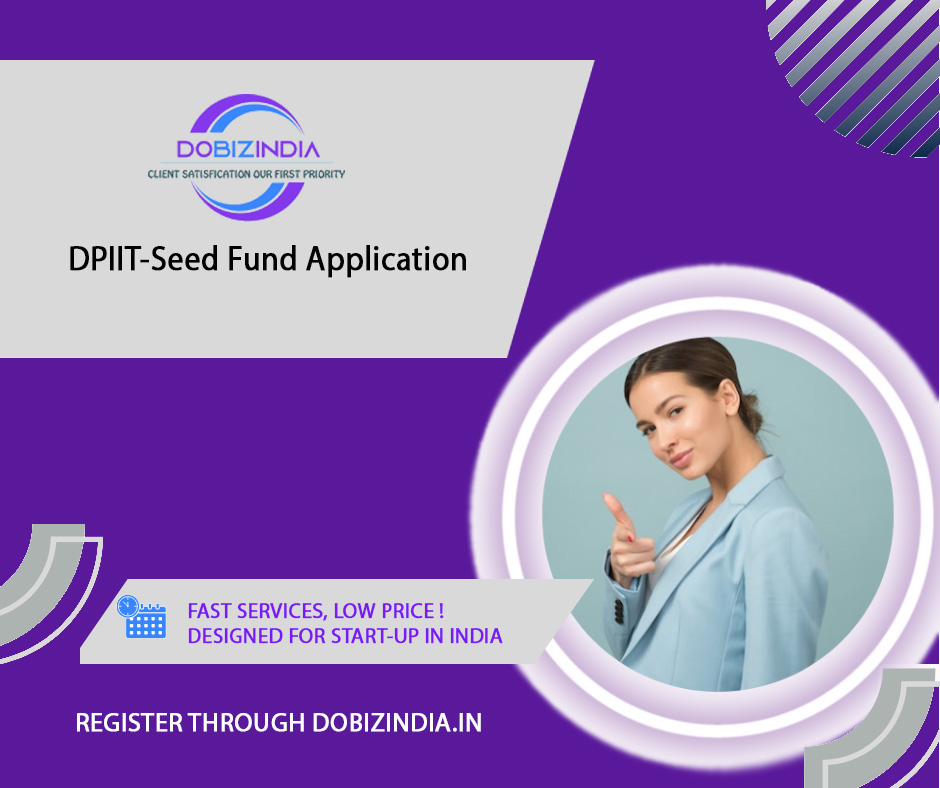 DOBIZINDIA
CLIENT SATISFICATION OUR FIRST PRIORITY
DPIIT-Seed Fund Application
FAST SERVICES, LOW PRICE !
DESIGNED FOR START-UP IN INDIA
REGISTER THROUGH DOBIZINDIA.IN